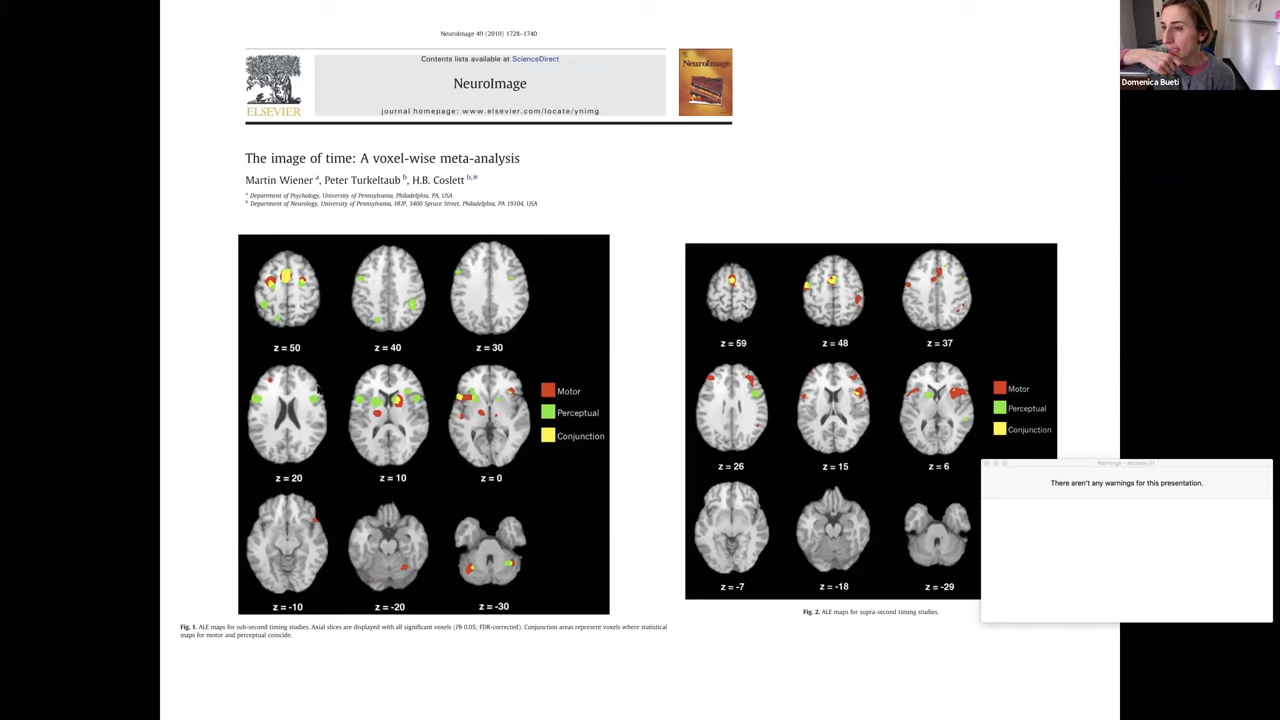 NeuroImage 49 (2010) 1728–1740
Contents lists available at ScienceDirect
NeuroImage
journal homepage: www.elsevier.com/locate/ynimg
ELSEVIER
NeuroImage
Domenica Bueti
The image of time: A voxel-wise meta-analysis
Martin Wiener a, Peter Turkeltaub b, H.B. Coslett b,*
a Department of Psychology, University of Pennsylvania, Philadelphia, PA, USA
b Department of Neurology, University of Pennsylvania, HUP, 3400 Spruce Street, Philadelphia, PA 19104, USA
z = 50
z = 40
z = 30
Motor
Perceptual
Conjunction
z = 20
z = 10
z = 0
z = -10
z = -20
z = -30
Fig. 1. ALE maps for sub-second timing studies. Axial slices are displayed with all significant voxels (Pb 0.05; FDR-corrected). Conjunction areas represent voxels where statistical
maps for motor and perceptual coincide.
z = 59
z = 48
z = 37
Motor
Perceptual
Conjunction
z = 26
z = 15
z = 6
z = -7
z = -18
z = -29
Fig. 2. ALE maps for supra-second timing studies.
Warnings – Models_01
There aren't any warnings for this presentation.